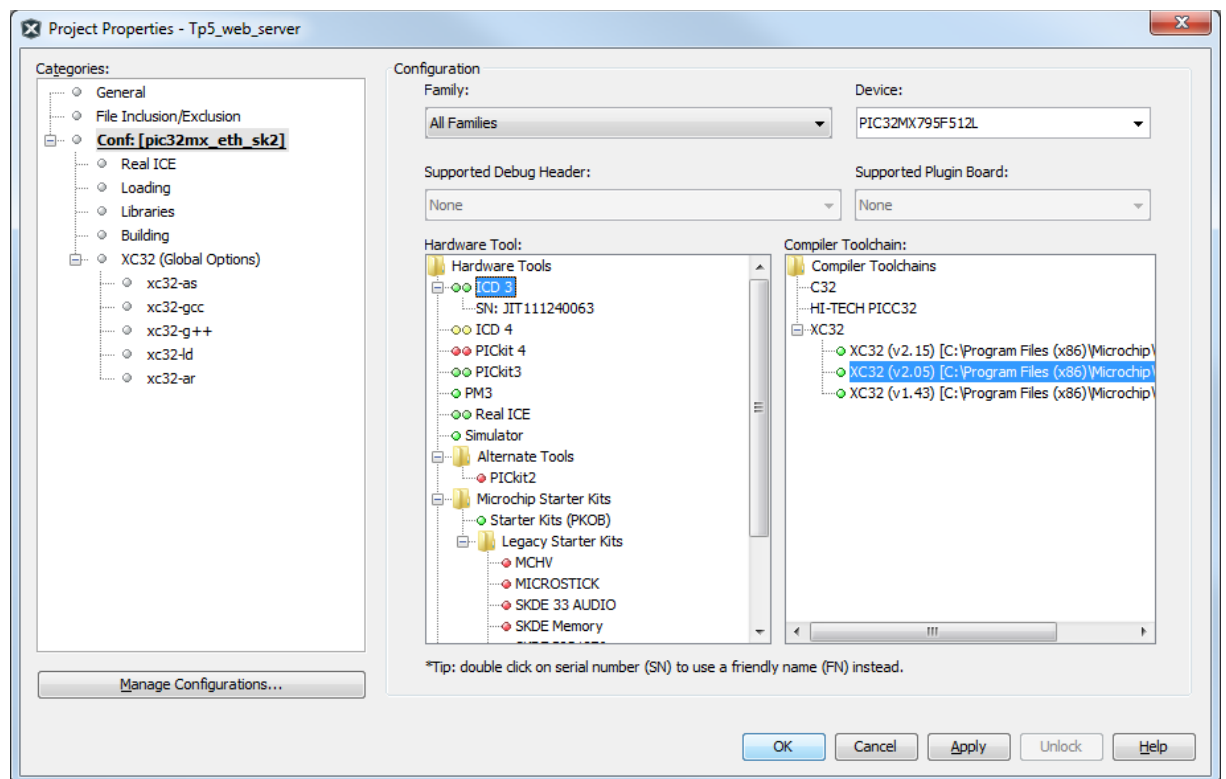 Project Properties - Tp5_web_server
Categories:
General
File Inclusion/Exclusion
Conf: [pic32mx_eth_sk2]
Real ICE
Loading
Libraries
Building
XC32 (Global Options)
xc32-as
xc32-gcc
xc32-g++
xc32-ld
xc32-ar
Manage Configurations...
Configuration
Family:
All Families
Device:
PIC32MX795F512L
Supported Debug Header:
None
Supported Plugin Board:
None
Hardware Tool:
Hardware Tools
ICD 3
SN: JIT111240063
ICD 4
PICkit 4
PICkit3
PM3
Real ICE
Simulator
Alternate Tools
PICkit2
Microchip Starter Kits
Starter Kits (PKOB)
Legacy Starter Kits
MCHV
MICROSTICK
SKDE 33 AUDIO
SKDE Memory
Compiler Toolchain:
Compiler Toolchains
C32
HI-TECH PICC32
XC32
XC32 (v2.15) [C:\Program Files (x86)\Microchip\
XC32 (v2.05) [C:\Program Files (x86)\Microchip\
XC32 (v1.43) [C:\Program Files (x86)\Microchip\
*Tip: double click on serial number (SN) to use a friendly name (FN) instead.
OK
Cancel
Apply
Unlock
Help